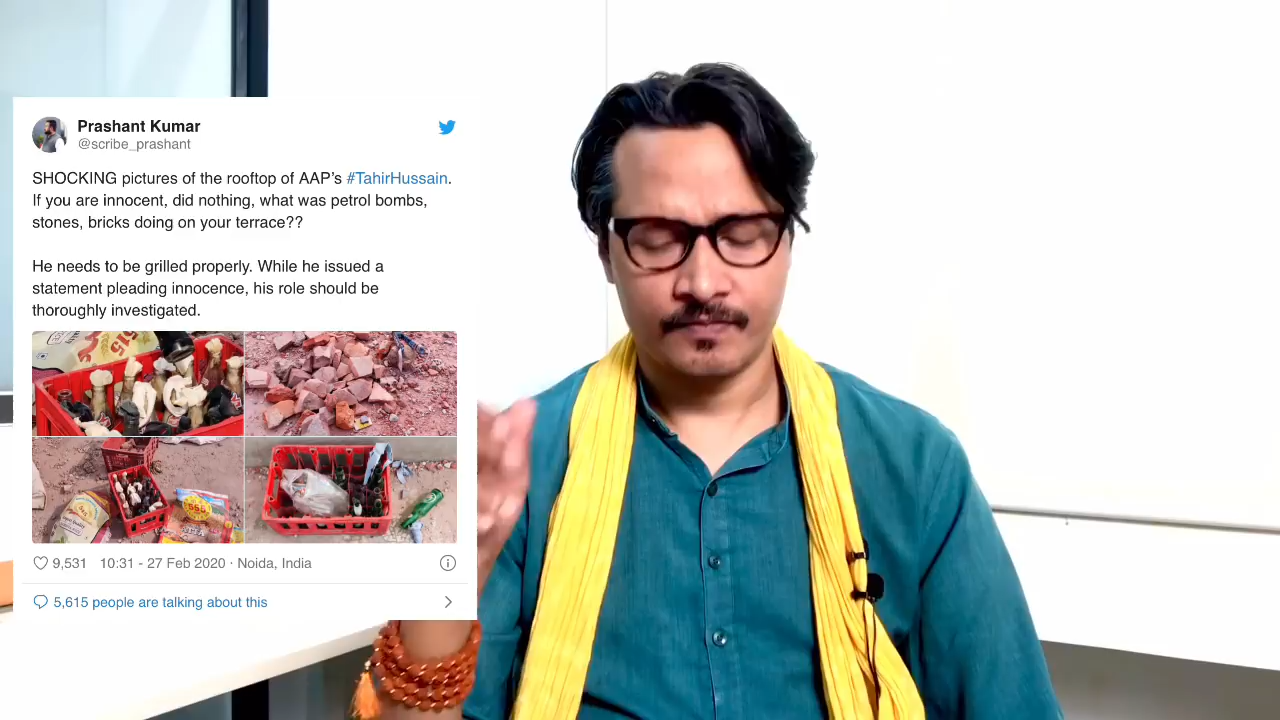 Prashant Kumar
@scribe_prashant
SHOCKING pictures of the rooftop of AAP's #TahirHussain.
If you are innocent, did nothing, what was petrol bombs,
stones, bricks doing on your terrace??
He needs to be grilled properly. While he issued a
statement pleading innocence, his role should be
thoroughly investigated.
9,531 10:31 - 27 Feb 2020 · Noida, India
5,615 people are talking about this